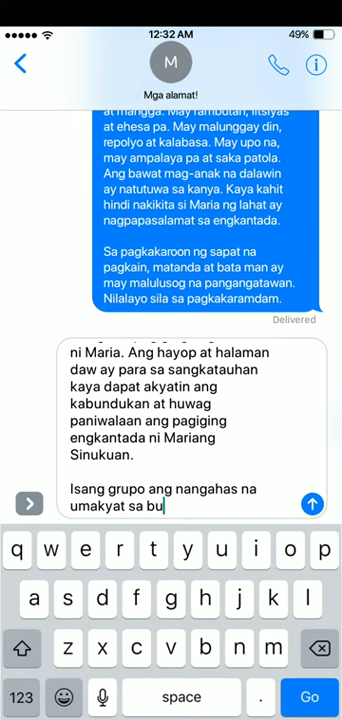 12:32 AM
49%
M
Mga alamat!
at mangga. May rambutan, litsiyas
at ehesa pa. May malunggay din,
repolyo at kalabasa. May upo na,
may ampalaya pa at saka patola.
Ang bawat mag-anak na dalawin
ay natutuwa sa kanya. Kaya kahit
hindi nakikita si Maria ng lahat ay
nagpapasalamat sa engkantada.
Sa pagkakaroon ng sapat na
pagkain, matanda at bata man ay
may malulusog na pangangatawan.
Nilalayo sila sa pagkakaramdam.
Delivered
ni Maria. Ang hayop at halaman
daw ay para sa sangkatauhan
kaya dapat akyatin ang
kabundukan at huwag
paniwalaan ang pagiging
engkantada ni Mariang
Sinukuan.
Isang grupo ang nangahas na
umakyat sa bu
q w e r t y u i o p
a s d f g h j k l
z x c v b n m
123 space . Go